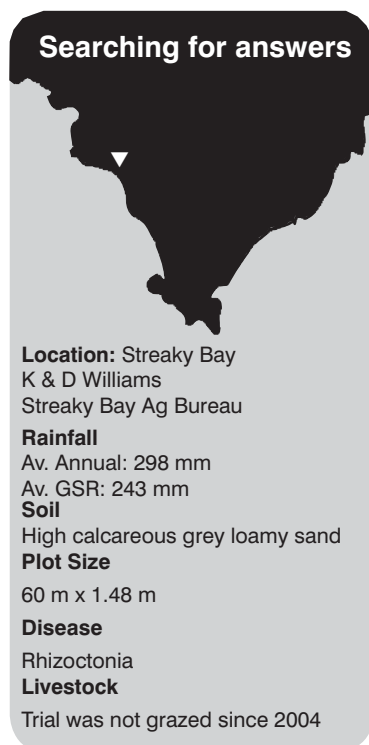 Searching for answers
Location: Streaky Bay
K & D Williams
Streaky Bay Ag Bureau
Rainfall
Av. Annual: 298 mm
Av. GSR: 243 mm
Soil
High calcareous grey loamy sand
Plot Size
60 m x 1.48 m
Disease
Rhizoctonia
Livestock
Trial was not grazed since 2004